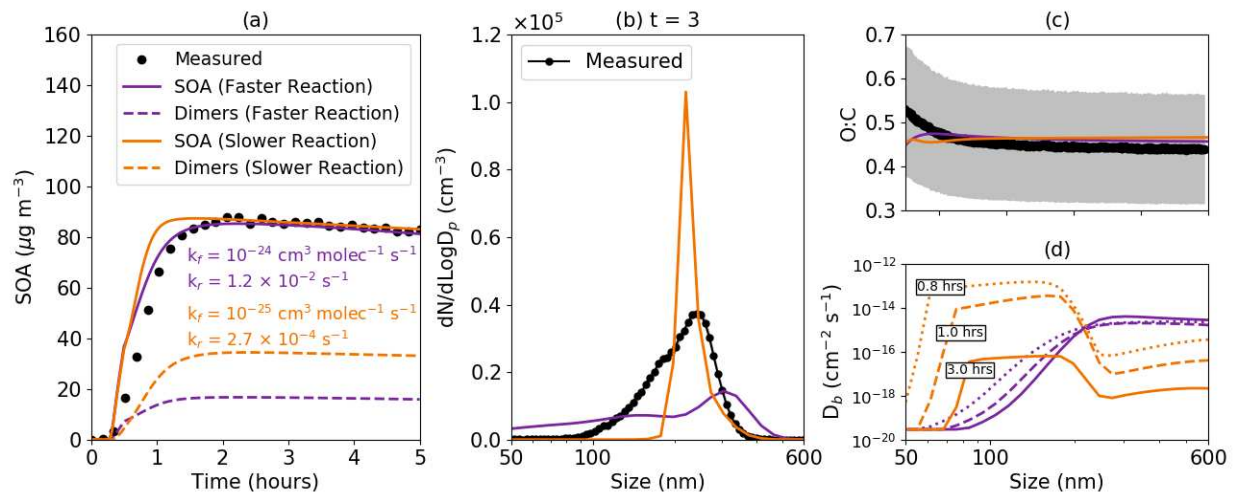 (a)
160
140
120
100
80
60
40
20
0
SOA (μg m⁻³)
Measured
SOA (Faster Reaction)
Dimers (Faster Reaction)
SOA (Slower Reaction)
Dimers (Slower Reaction)
k_f = 10⁻²⁴ cm³ molec⁻¹ s⁻¹
k_r = 1.2 × 10⁻² s⁻¹
k_f = 10⁻²⁵ cm³ molec⁻¹ s⁻¹
k_r = 2.7 × 10⁻⁴ s⁻¹
0 1 2 3 4 5
Time (hours)
×10⁵ (b) t = 3
1.2
1.0
0.8
0.6
0.4
0.2
0.0
dN/dLogD_p (cm⁻³)
Measured
50 100 600
Size (nm)
(c)
0.7
0.6
0.5
0.4
0.3
O:C
(d)
10⁻¹²
10⁻¹⁴
10⁻¹⁶
10⁻¹⁸
10⁻²⁰
D_b (cm⁻² s⁻¹)
0.8 hrs
1.0 hrs
3.0 hrs
50 100 600
Size (nm)